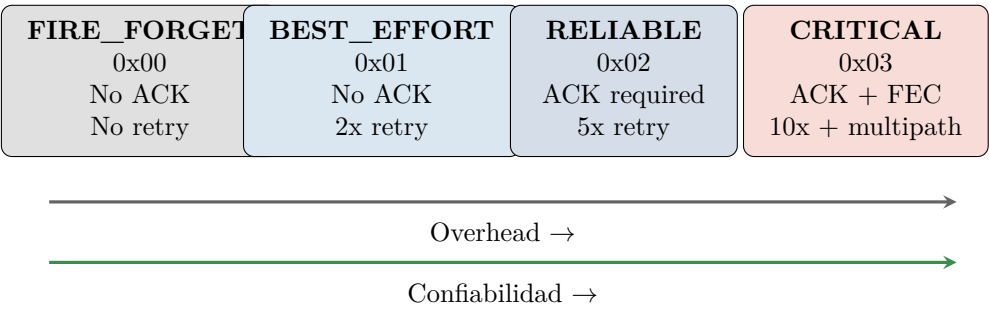 FIRE_FORGET
0x00
No ACK
No retry
BEST_EFFORT
0x01
No ACK
2x retry
RELIABLE
0x02
ACK required
5x retry
CRITICAL
0x03
ACK + FEC
10x + multipath
Overhead →
Confiabilidad →